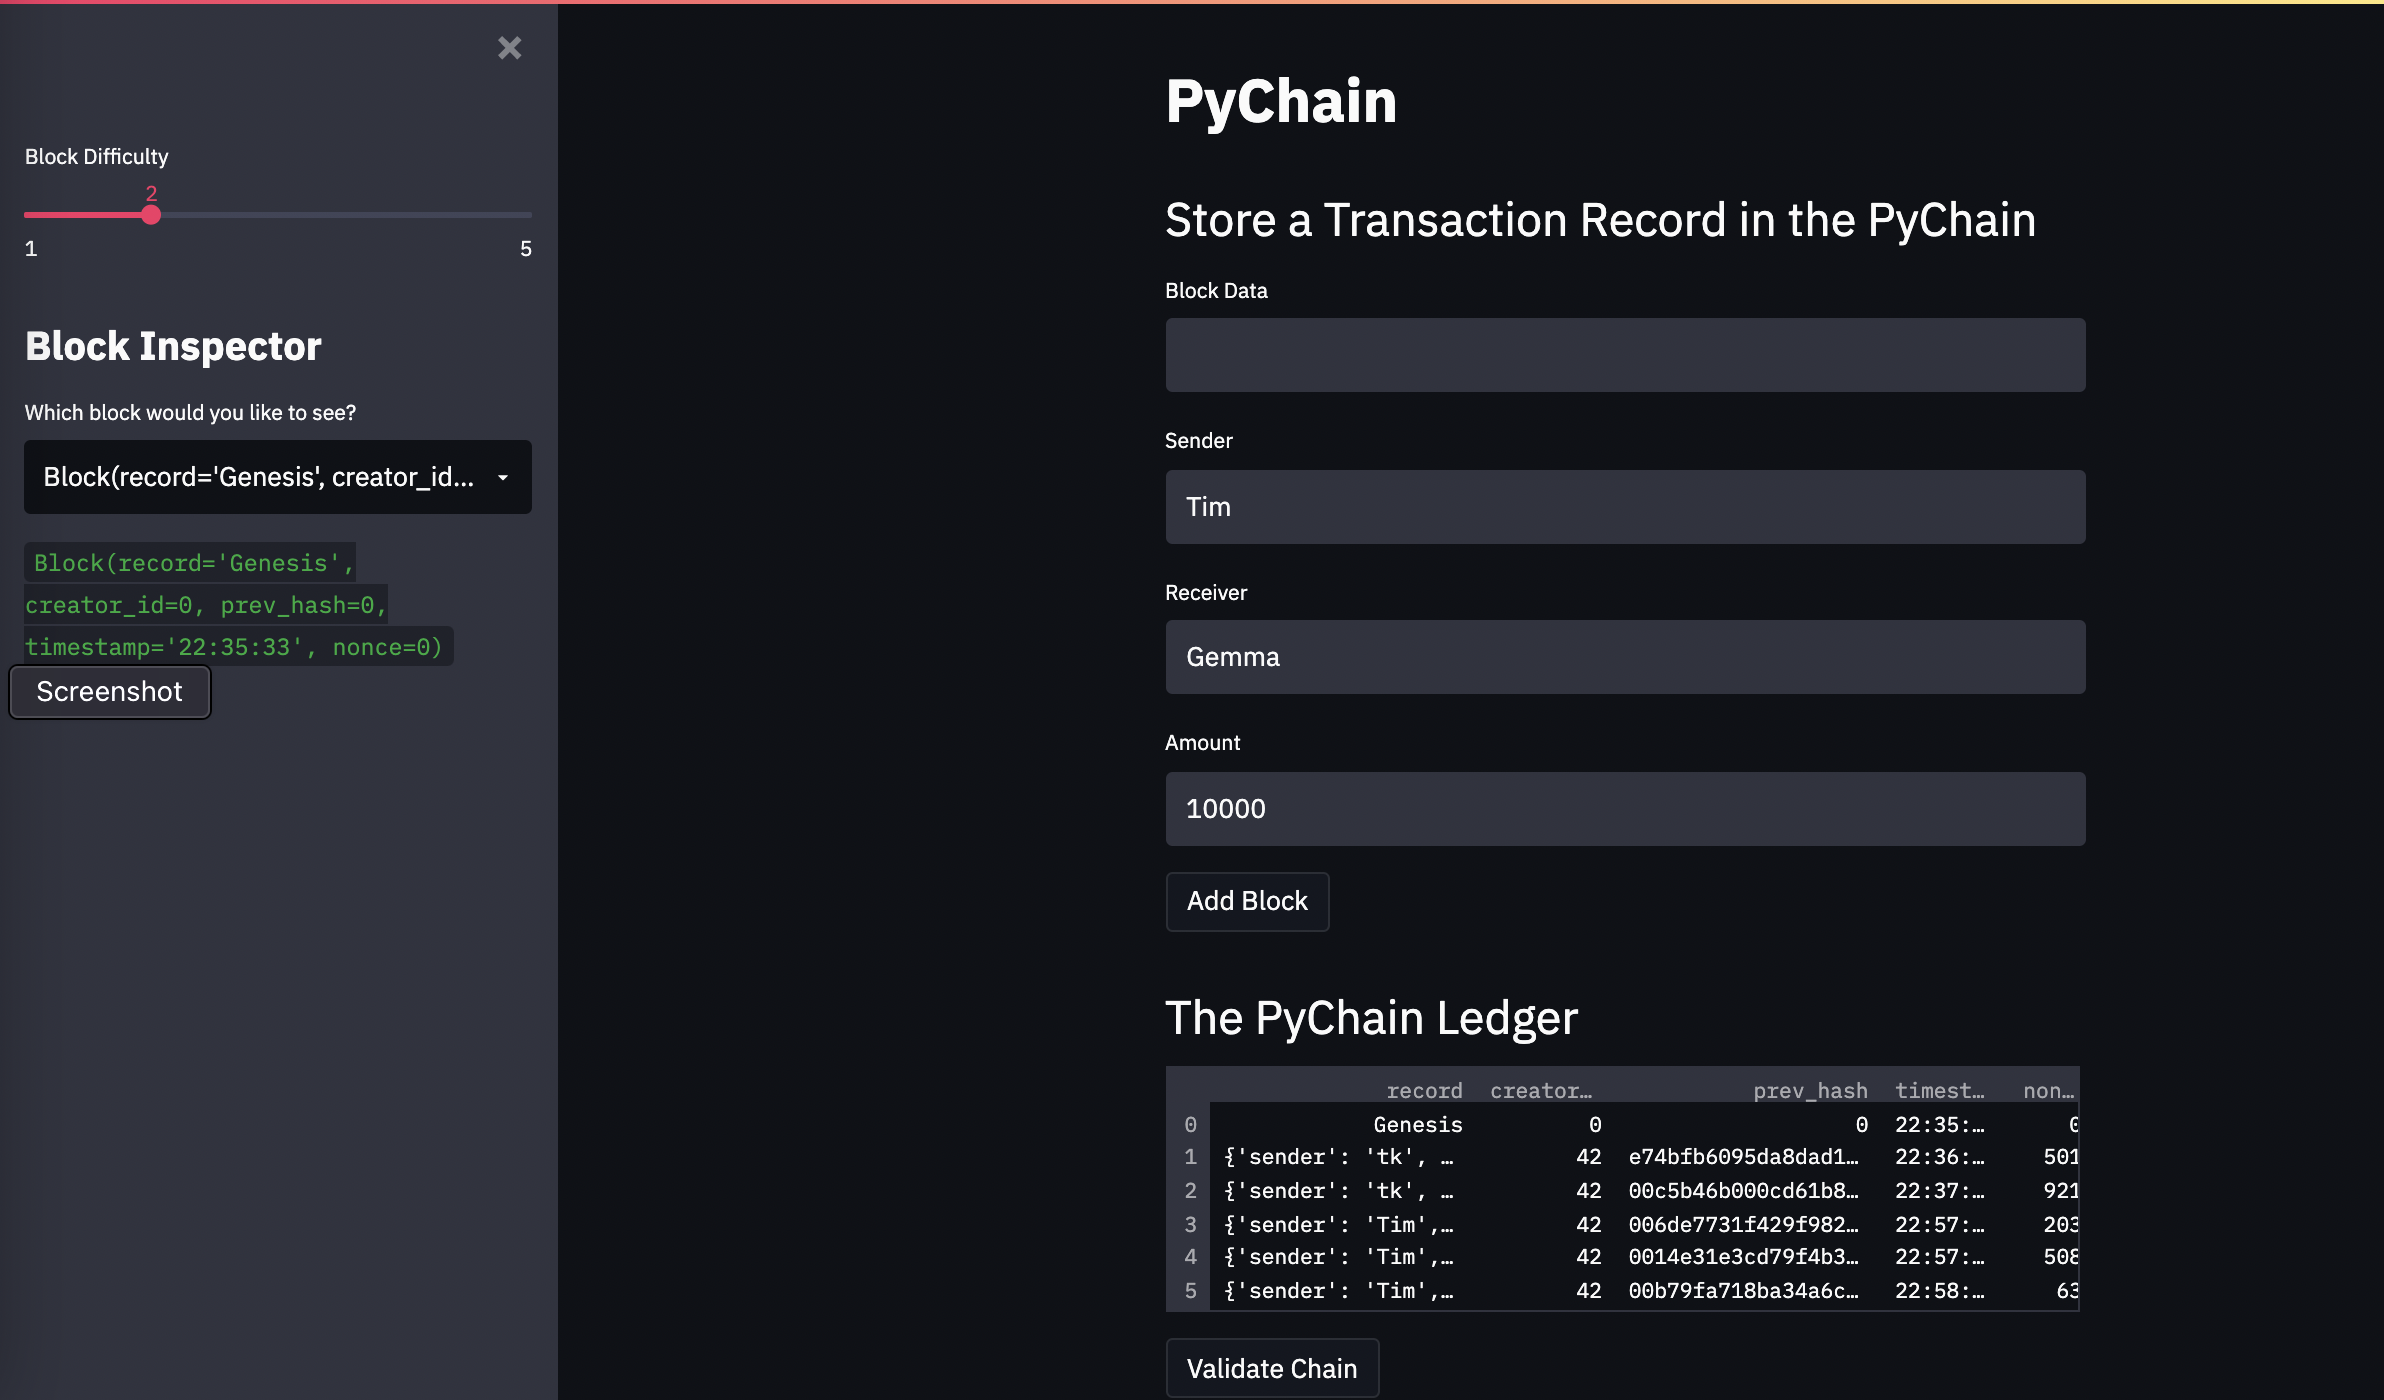 Block Difficulty
2
1 5
Block Inspector
Which block would you like to see?
Block(record='Genesis', creator_id...
Block(record='Genesis',
creator_id=0, prev_hash=0,
timestamp='22:35:33', nonce=0)
Screenshot
PyChain
Store a Transaction Record in the PyChain
Block Data
Sender
Tim
Receiver
Gemma
Amount
10000
Add Block
The PyChain Ledger
record creator… prev_hash timest… non…
0 Genesis 0 0 22:35:… 0
1 {'sender': 'tk', … 42 e74bfb6095da8dad1… 22:36:… 501
2 {'sender': 'tk', … 42 00c5b46b000cd61b8… 22:37:… 921
3 {'sender': 'Tim',… 42 006de7731f429f982… 22:57:… 203
4 {'sender': 'Tim',… 42 0014e31e3cd79f4b3… 22:57:… 508
5 {'sender': 'Tim',… 42 00b79fa718ba34a6c… 22:58:… 63
Validate Chain